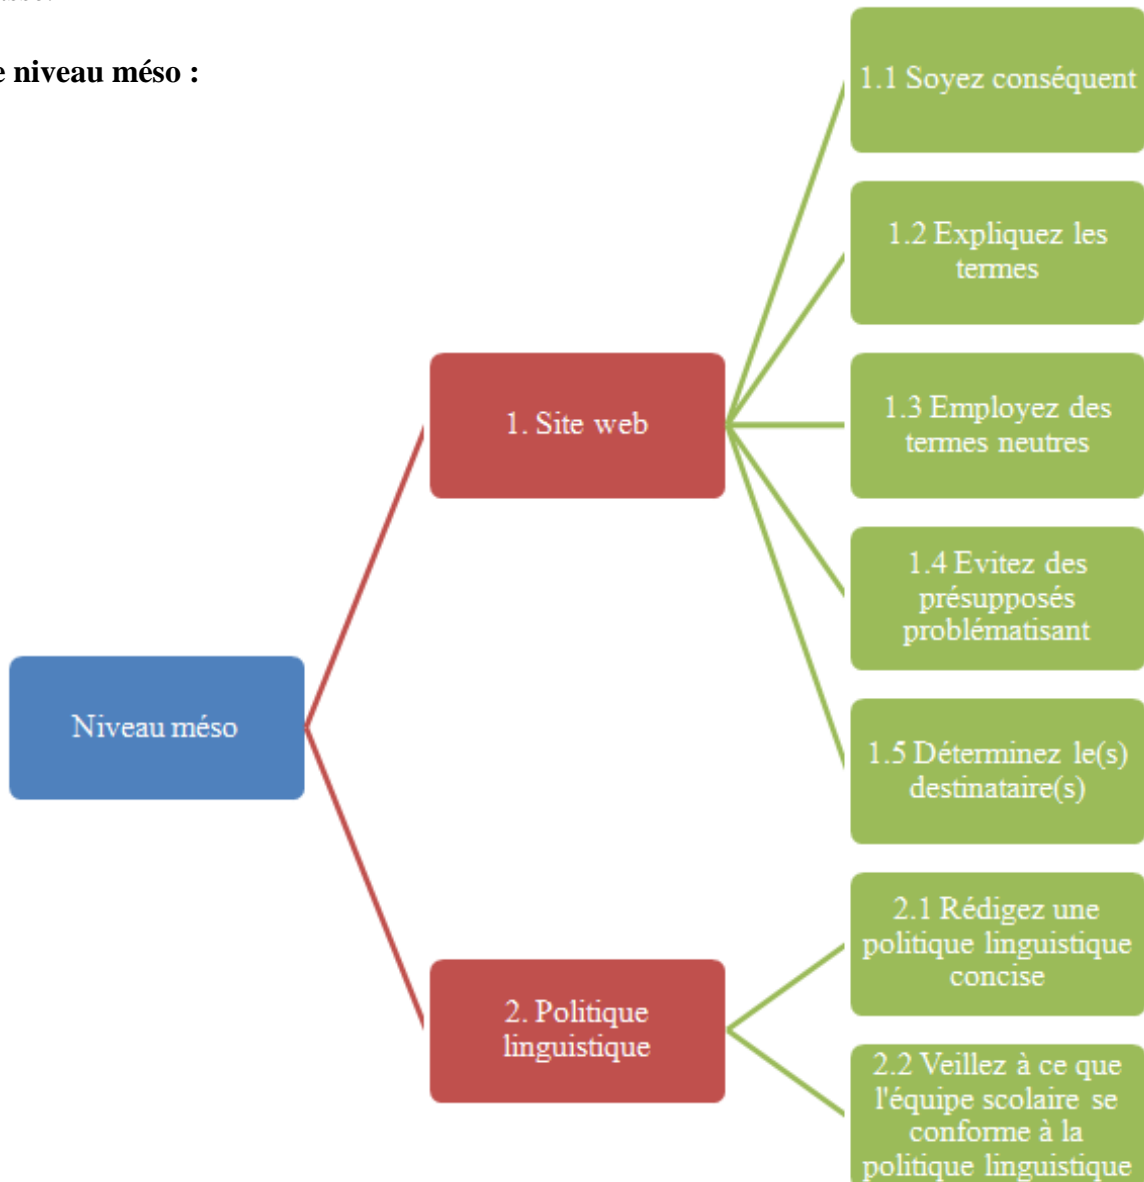 e niveau méso :
1.1 Soyez conséquent
1.2 Expliquez les
termes
1.3 Employez des
termes neutres
1. Site web
1.4 Evitez des
présupposés
problématisant
Niveau méso
1.5 Déterminez le(s)
destinataire(s)
2.1 Rédigez une
politique linguistique
concise
2. Politique
linguistique
2.2 Veillez à ce que
l'équipe scolaire se
conforme à la
politique linguistique